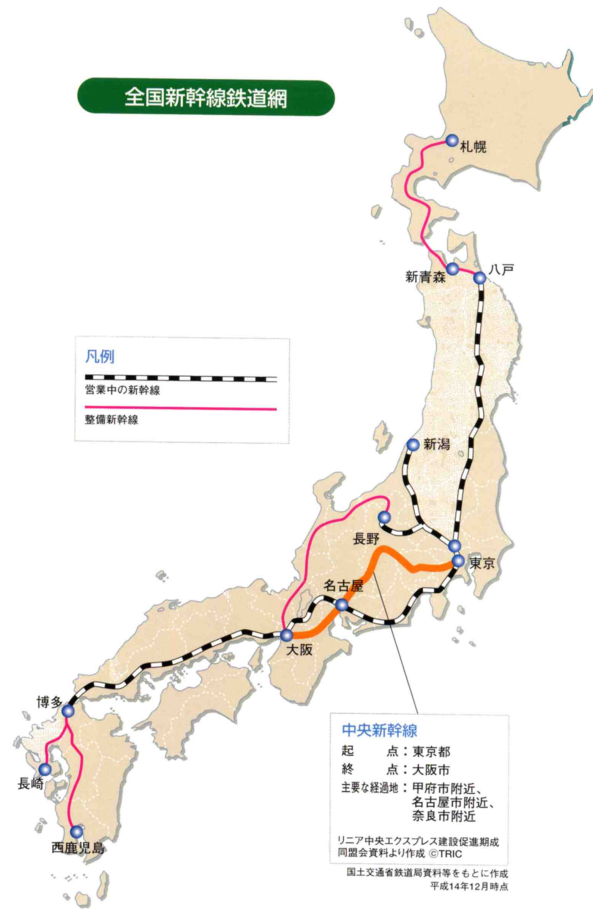 全国新幹線鉄道網
札幌
新青森
八戸
凡例
営業中の新幹線
整備新幹線
新潟
長野
東京
名古屋
大阪
博多
長崎
西鹿児島
中央新幹線
起　　点：東京都
終　　点：大阪市
主要な経過地：甲府市附近、
名古屋市附近、
奈良市附近
リニア中央エクスプレス建設促進期成
同盟会資料より作成 ©TRIC
国土交通省鉄道局資料等をもとに作成
平成14年12月時点